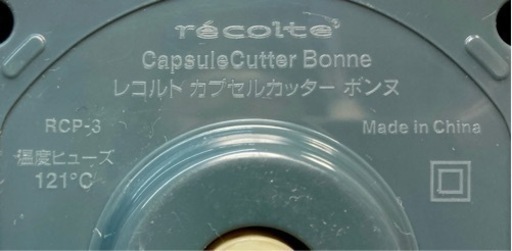 récolte®
CapsuleCutter Bonne
レコルト カプセルカッター ボンヌ
RCP-3
Made in China
温度ヒューズ
121°C